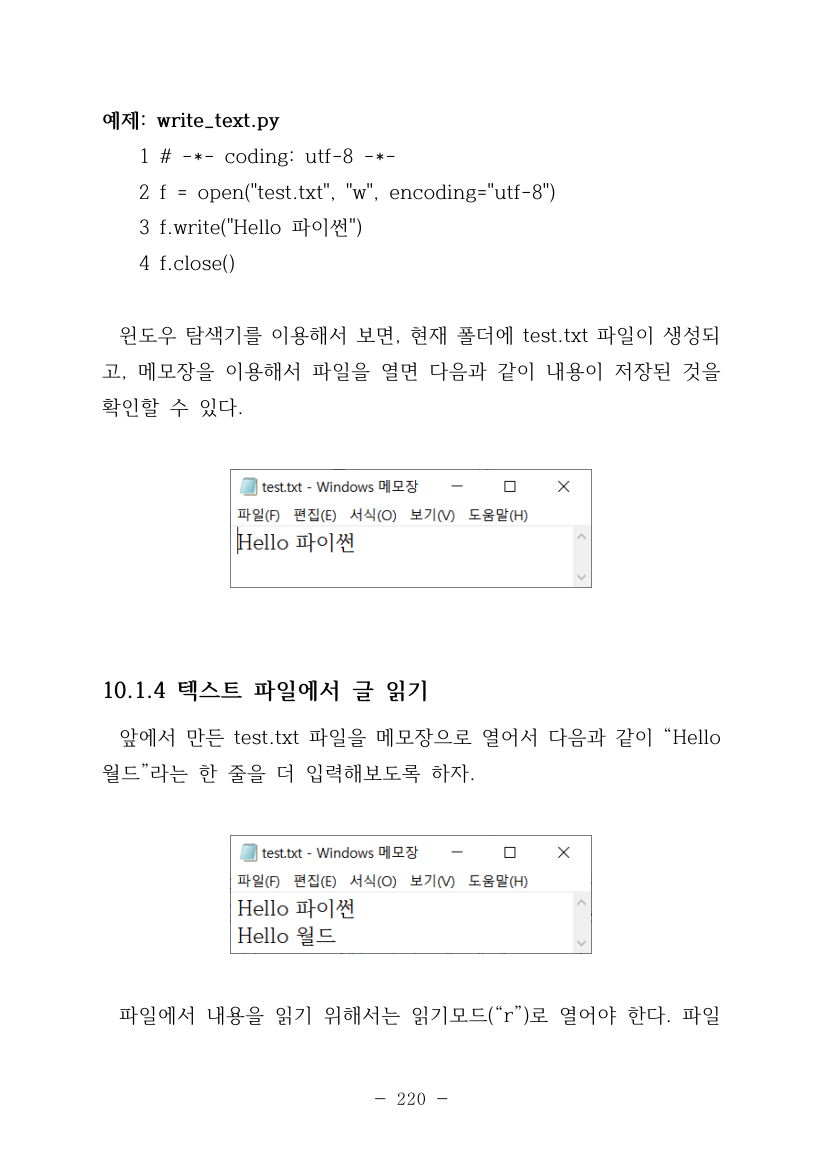 예제: write_text.py
1 # -*- coding: utf-8 -*-
2 f = open("test.txt", "w", encoding="utf-8")
3 f.write("Hello 파이썬")
4 f.close()
윈도우 탐색기를 이용해서 보면, 현재 폴더에 test.txt 파일이 생성되
고, 메모장을 이용해서 파일을 열면 다음과 같이 내용이 저장된 것을
확인할 수 있다.
test.txt - Windows 메모장
파일(F) 편집(E) 서식(O) 보기(V) 도움말(H)
Hello 파이썬
10.1.4 텍스트 파일에서 글 읽기
앞에서 만든 test.txt 파일을 메모장으로 열어서 다음과 같이 “Hello
월드”라는 한 줄을 더 입력해보도록 하자.
test.txt - Windows 메모장
파일(F) 편집(E) 서식(O) 보기(V) 도움말(H)
Hello 파이썬
Hello 월드
파일에서 내용을 읽기 위해서는 읽기모드(“r”)로 열어야 한다. 파일
- 220 -